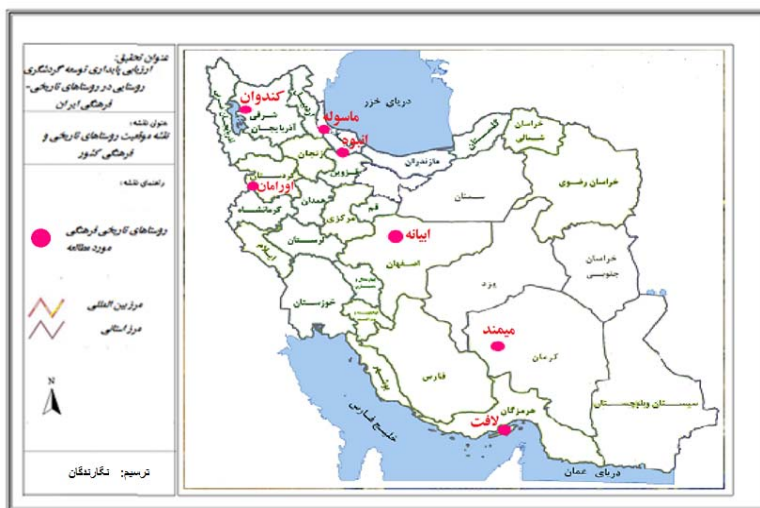 عنوان تحقیق:
ارزیابی پایداری توسعه گردشگری
روستایی در روستاهای تاریخی-
فرهنگی ایران
عنوان نقشه:
نقشه موقعیت روستاهای تاریخی و
فرهنگی کشور
راهنمای نقشه:
روستاهای تاریخی فرهنگی
مورد مطالعه
مرز بین المللی
مرز استانی
N
ترسیم: نگارندگان
دریای خزر
کندوان
شرقی
آذربایجان
ماسوله
انبوه
زنجان
قزوین
مازندران
گلستان
خراسان
شمالی
خراسان رضوی
کردستان
اورامان
کرمانشاه
همدان
مرکزی
قم
سمنان
ابیانه
اصفهان
لرستان
ایلام
خوزستان
یزد
خراسان
جنوبی
میمند
کرمان
فارس
بوشهر
هرمزگان
لافت
سیستان وبلوچستان
خلیج فارس
دریای عمان